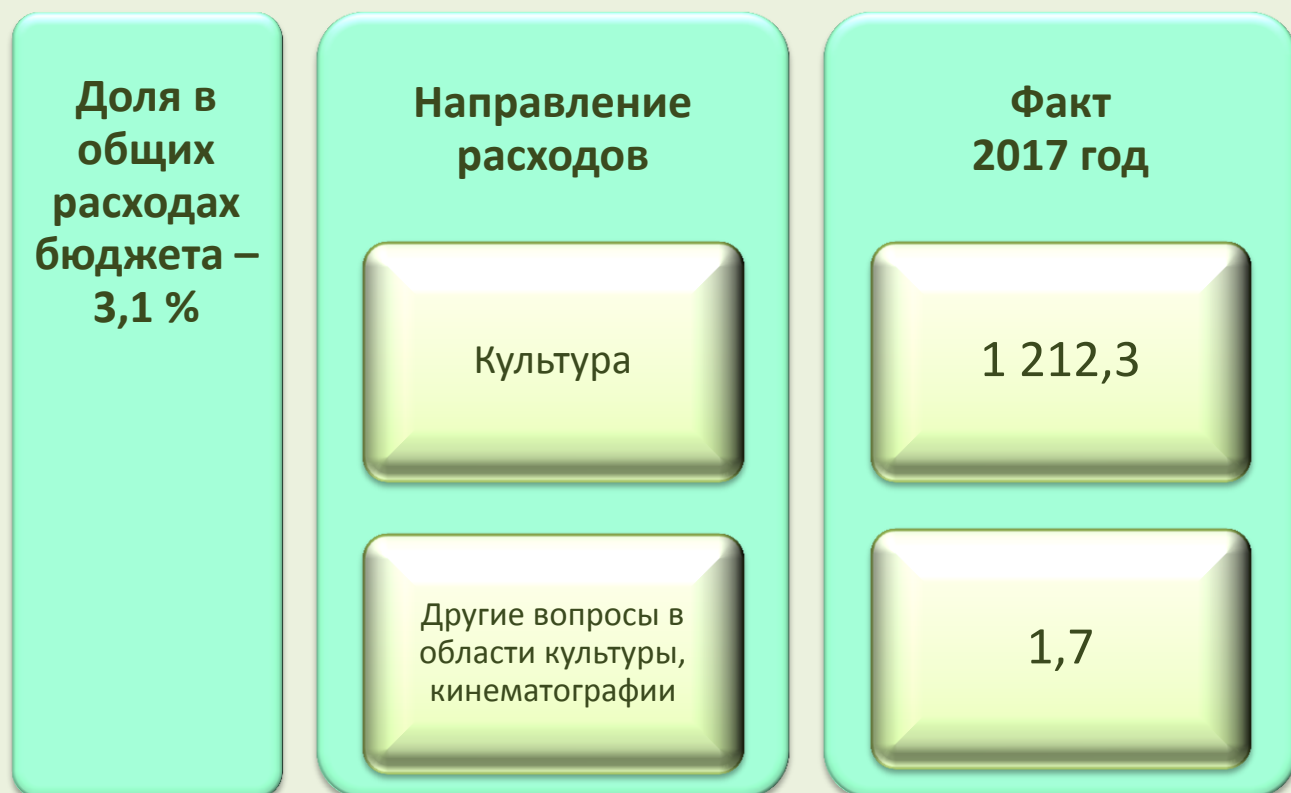 Доля в
общих
расходах
бюджета –
3,1 %
Направление
расходов
Культура
Другие вопросы в
области культуры,
кинематографии
Факт
2017 год
1 212,3
1,7